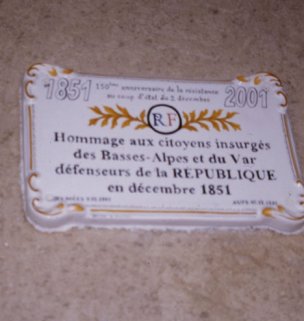 1851
150ème anniversaire de la résistance
au coup d'état du 2 décembre
2001
RF
Hommage aux citoyens insurgés
des Basses-Alpes et du Var
défenseurs de la RÉPUBLIQUE
en décembre 1851